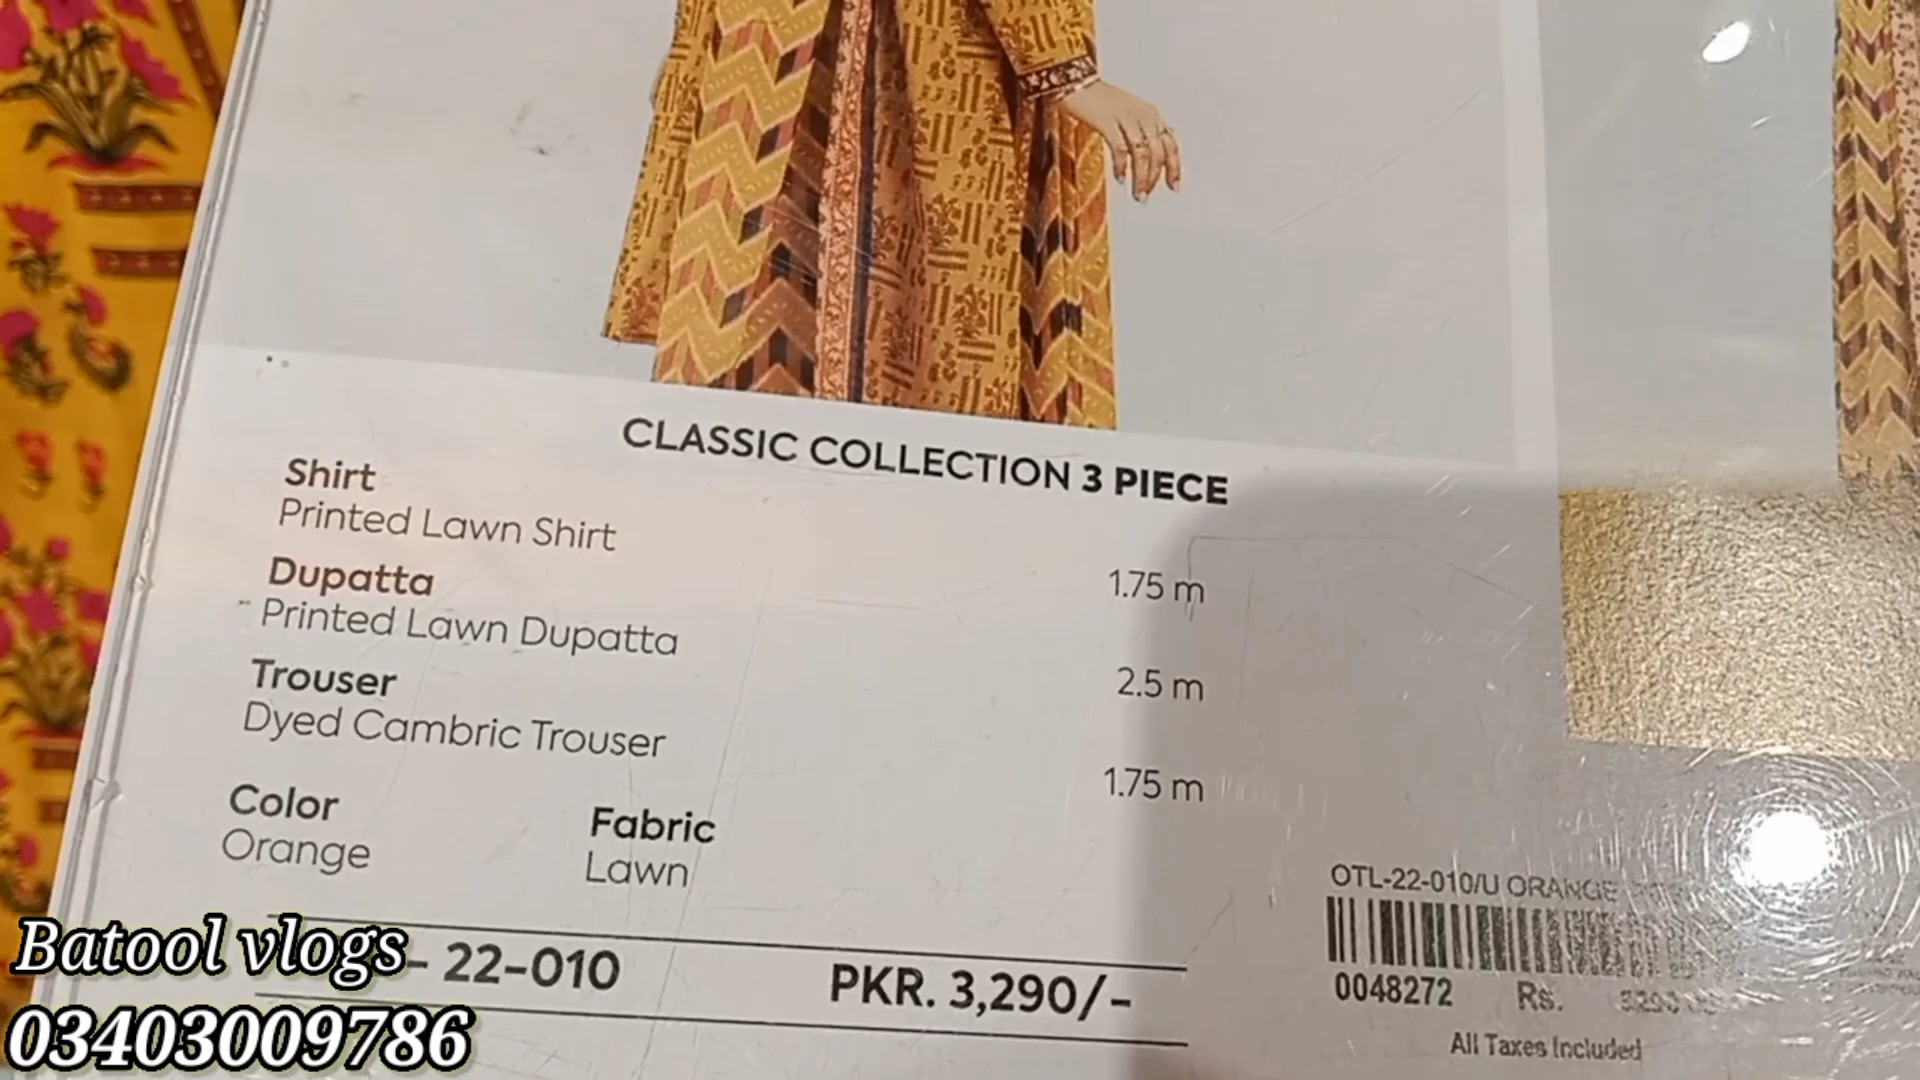 CLASSIC COLLECTION 3 PIECE
Shirt
Printed Lawn Shirt 1.75 m
Dupatta
Printed Lawn Dupatta 2.5 m
Trouser
Dyed Cambric Trouser 1.75 m
Color Fabric
Orange Lawn
- 22-010 PKR. 3,290/-
OTL-22-010/U ORANGE
0048272 Rs.
All Taxes Included
Batool vlogs
03403009786